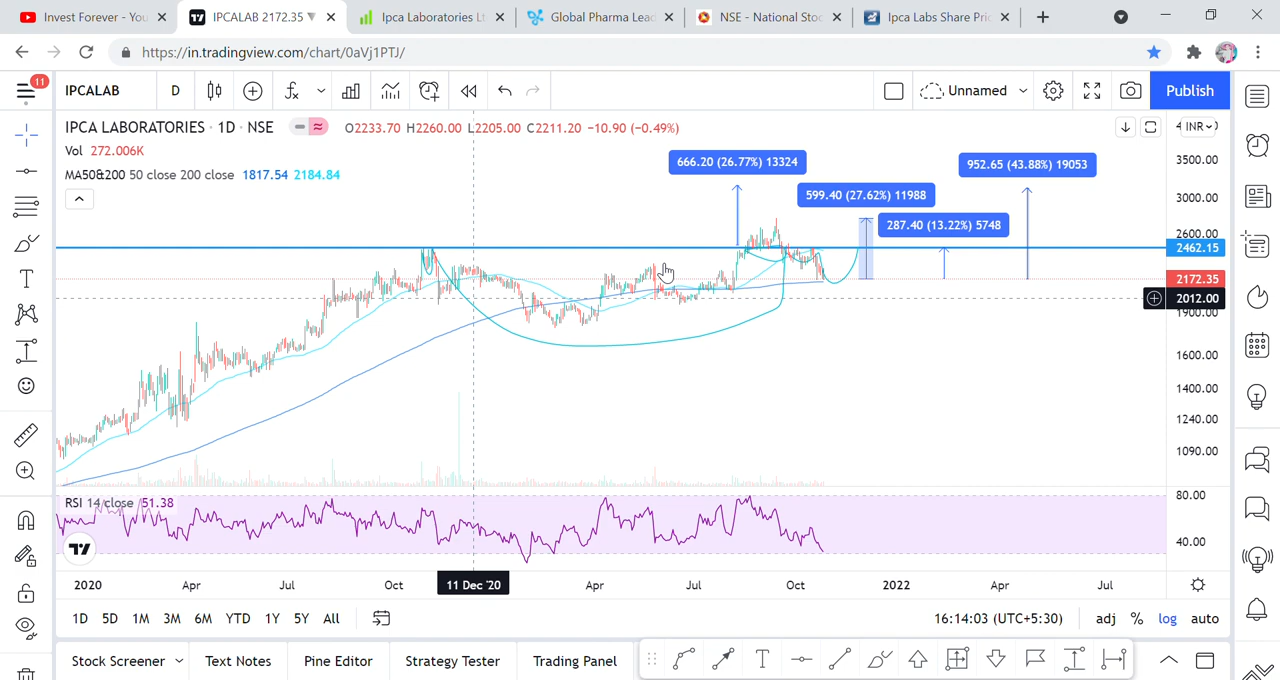 Invest Forever - You
IPCALAB 2172.35 ▼
Ipca Laboratories Lt
Global Pharma Lead
NSE - National Stoc
Ipca Labs Share Pric
https://in.tradingview.com/chart/0aVj1PTJ/
11
IPCALAB
D
Unnamed
Publish
IPCA LABORATORIES · 1D · NSE
O2233.70 H2260.00 L2205.00 C2211.20 −10.90 (−0.49%)
INR
Vol 272.006K
MA50&200 50 close 200 close 1817.54 2184.84
666.20 (26.77%) 13324
952.65 (43.88%) 19053
599.40 (27.62%) 11988
287.40 (13.22%) 5748
3500.00
3000.00
2600.00
2462.15
2172.35
2012.00
1900.00
1600.00
1400.00
1240.00
1090.00
RSI 14 close 51.38
80.00
40.00
2020
Apr
Jul
Oct
11 Dec '20
Apr
Jul
Oct
2022
Apr
Jul
1D
5D
1M
3M
6M
YTD
1Y
5Y
All
16:14:03 (UTC+5:30)
adj
%
log
auto
Stock Screener
Text Notes
Pine Editor
Strategy Tester
Trading Panel